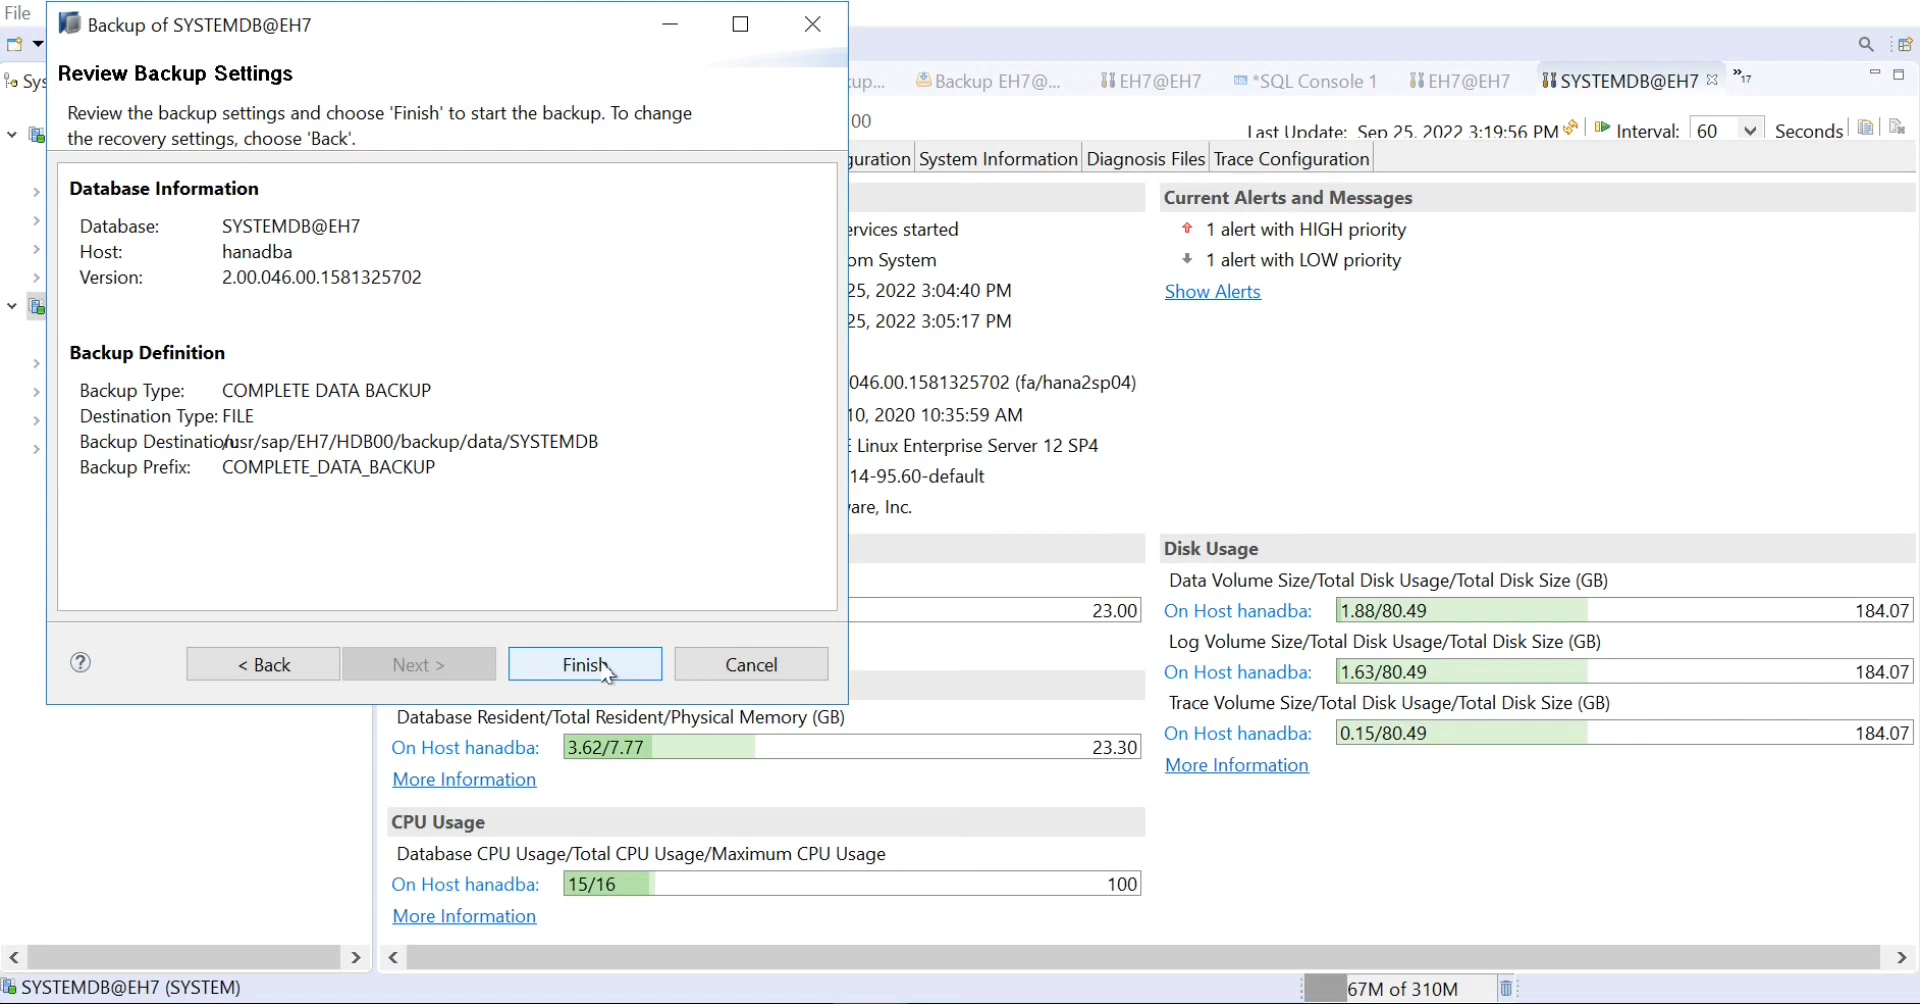 File
Backup of SYSTEMDB@EH7
Review Backup Settings
Review the backup settings and choose 'Finish' to start the backup. To change
the recovery settings, choose 'Back'.
Database Information
Database: SYSTEMDB@EH7
Host: hanadba
Version: 2.00.046.00.1581325702
Backup Definition
Backup Type: COMPLETE DATA BACKUP
Destination Type: FILE
Backup Destination: /usr/sap/EH7/HDB00/backup/data/SYSTEMDB
Backup Prefix: COMPLETE_DATA_BACKUP
< Back
Next >
Finish
Cancel
Sys
kup...
Backup EH7@...
EH7@EH7
*SQL Console 1
EH7@EH7
SYSTEMDB@EH7
»17
00
Last Update: Sep 25, 2022 3:19:56 PM
Interval: 60 Seconds
guration
System Information
Diagnosis Files
Trace Configuration
ervices started
om System
25, 2022 3:04:40 PM
25, 2022 3:05:17 PM
046.00.1581325702 (fa/hana2sp04)
10, 2020 10:35:59 AM
E Linux Enterprise Server 12 SP4
14-95.60-default
ware, Inc.
23.00
Database Resident/Total Resident/Physical Memory (GB)
On Host hanadba: 3.62/7.77 23.30
More Information
CPU Usage
Database CPU Usage/Total CPU Usage/Maximum CPU Usage
On Host hanadba: 15/16 100
More Information
Current Alerts and Messages
1 alert with HIGH priority
1 alert with LOW priority
Show Alerts
Disk Usage
Data Volume Size/Total Disk Usage/Total Disk Size (GB)
On Host hanadba: 1.88/80.49 184.07
Log Volume Size/Total Disk Usage/Total Disk Size (GB)
On Host hanadba: 1.63/80.49 184.07
Trace Volume Size/Total Disk Usage/Total Disk Size (GB)
On Host hanadba: 0.15/80.49 184.07
More Information
SYSTEMDB@EH7 (SYSTEM)
67M of 310M